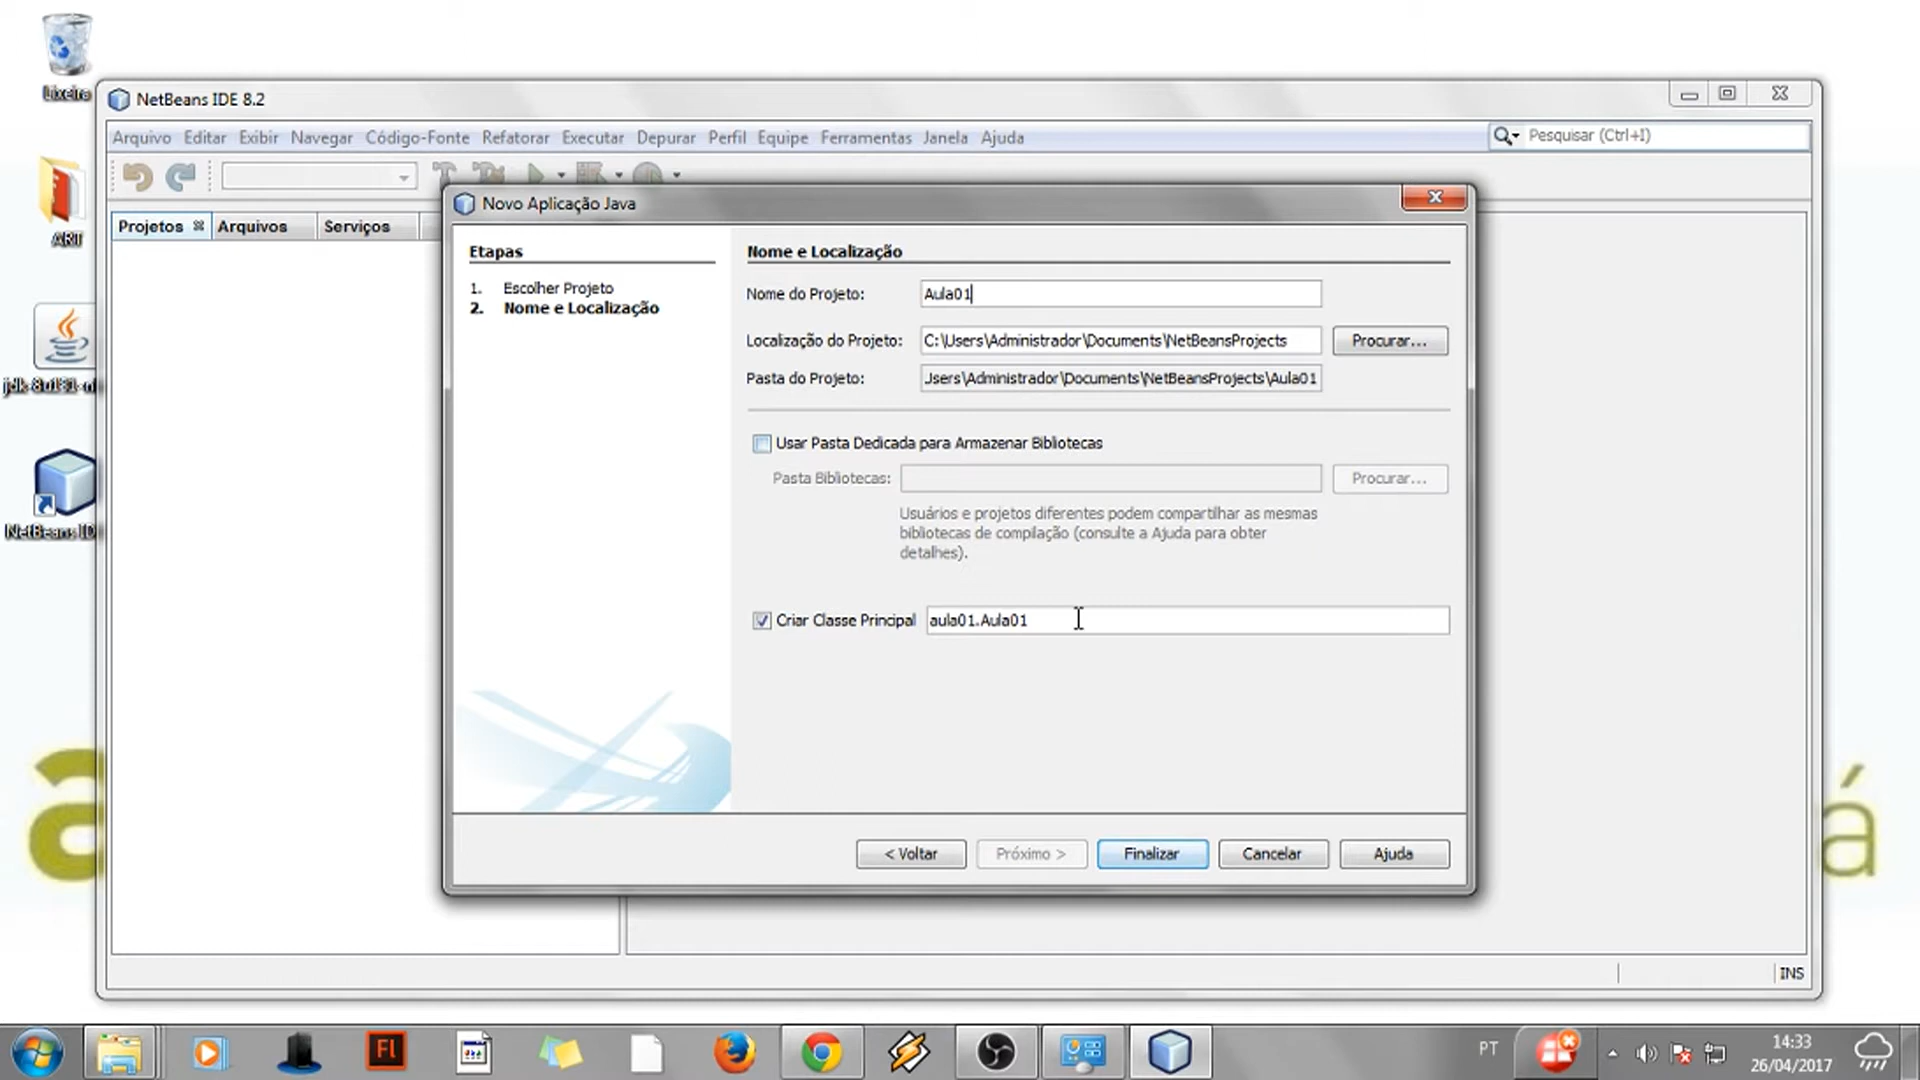 Lixeira
NetBeans IDE 8.2
Arquivo Editar Exibir Navegar Código-Fonte Refatorar Executar Depurar Perfil Equipe Ferramentas Janela Ajuda
Pesquisar (Ctrl+I)
ART
Projetos
Arquivos
Serviços
Novo Aplicação Java
Etapas
1. Escolher Projeto
2. Nome e Localização
Nome e Localização
Nome do Projeto: Aula01
Localização do Projeto: C:\Users\Administrador\Documents\NetBeansProjects Procurar...
Pasta do Projeto: Jsers\Administrador\Documents\NetBeansProjects\Aula01
Usar Pasta Dedicada para Armazenar Bibliotecas
Pasta Bibliotecas: Procurar...
Usuários e projetos diferentes podem compartilhar as mesmas
bibliotecas de compilação (consulte a Ajuda para obter
detalhes).
Criar Classe Principal aula01.Aula01
< Voltar Próximo > Finalizar Cancelar Ajuda
NetBeans ID
a
á
INS
Fl
PT
14:33
26/04/2017